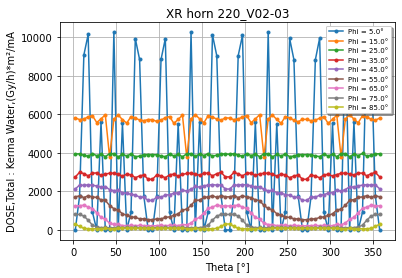 XR horn 220_V02-03
DOSE,Total : Kerma Water,(Gy/h)*m²/mA
10000
8000
6000
4000
2000
0
Phi = 5.0°
Phi = 15.0°
Phi = 25.0°
Phi = 35.0°
Phi = 45.0°
Phi = 55.0°
Phi = 65.0°
Phi = 75.0°
Phi = 85.0°
0 50 100 150 200 250 300 350
Theta [°]